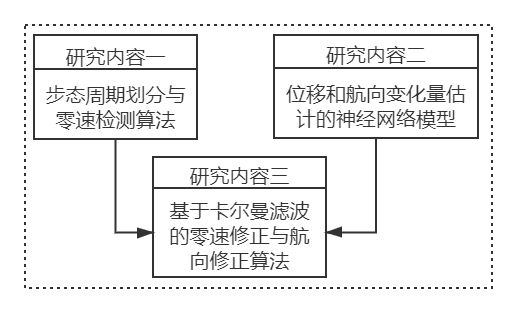 研究内容一
步态周期划分与
零速检测算法
研究内容二
位移和航向变化量估
计的神经网络模型
研究内容三
基于卡尔曼滤波
的零速修正与航
向修正算法